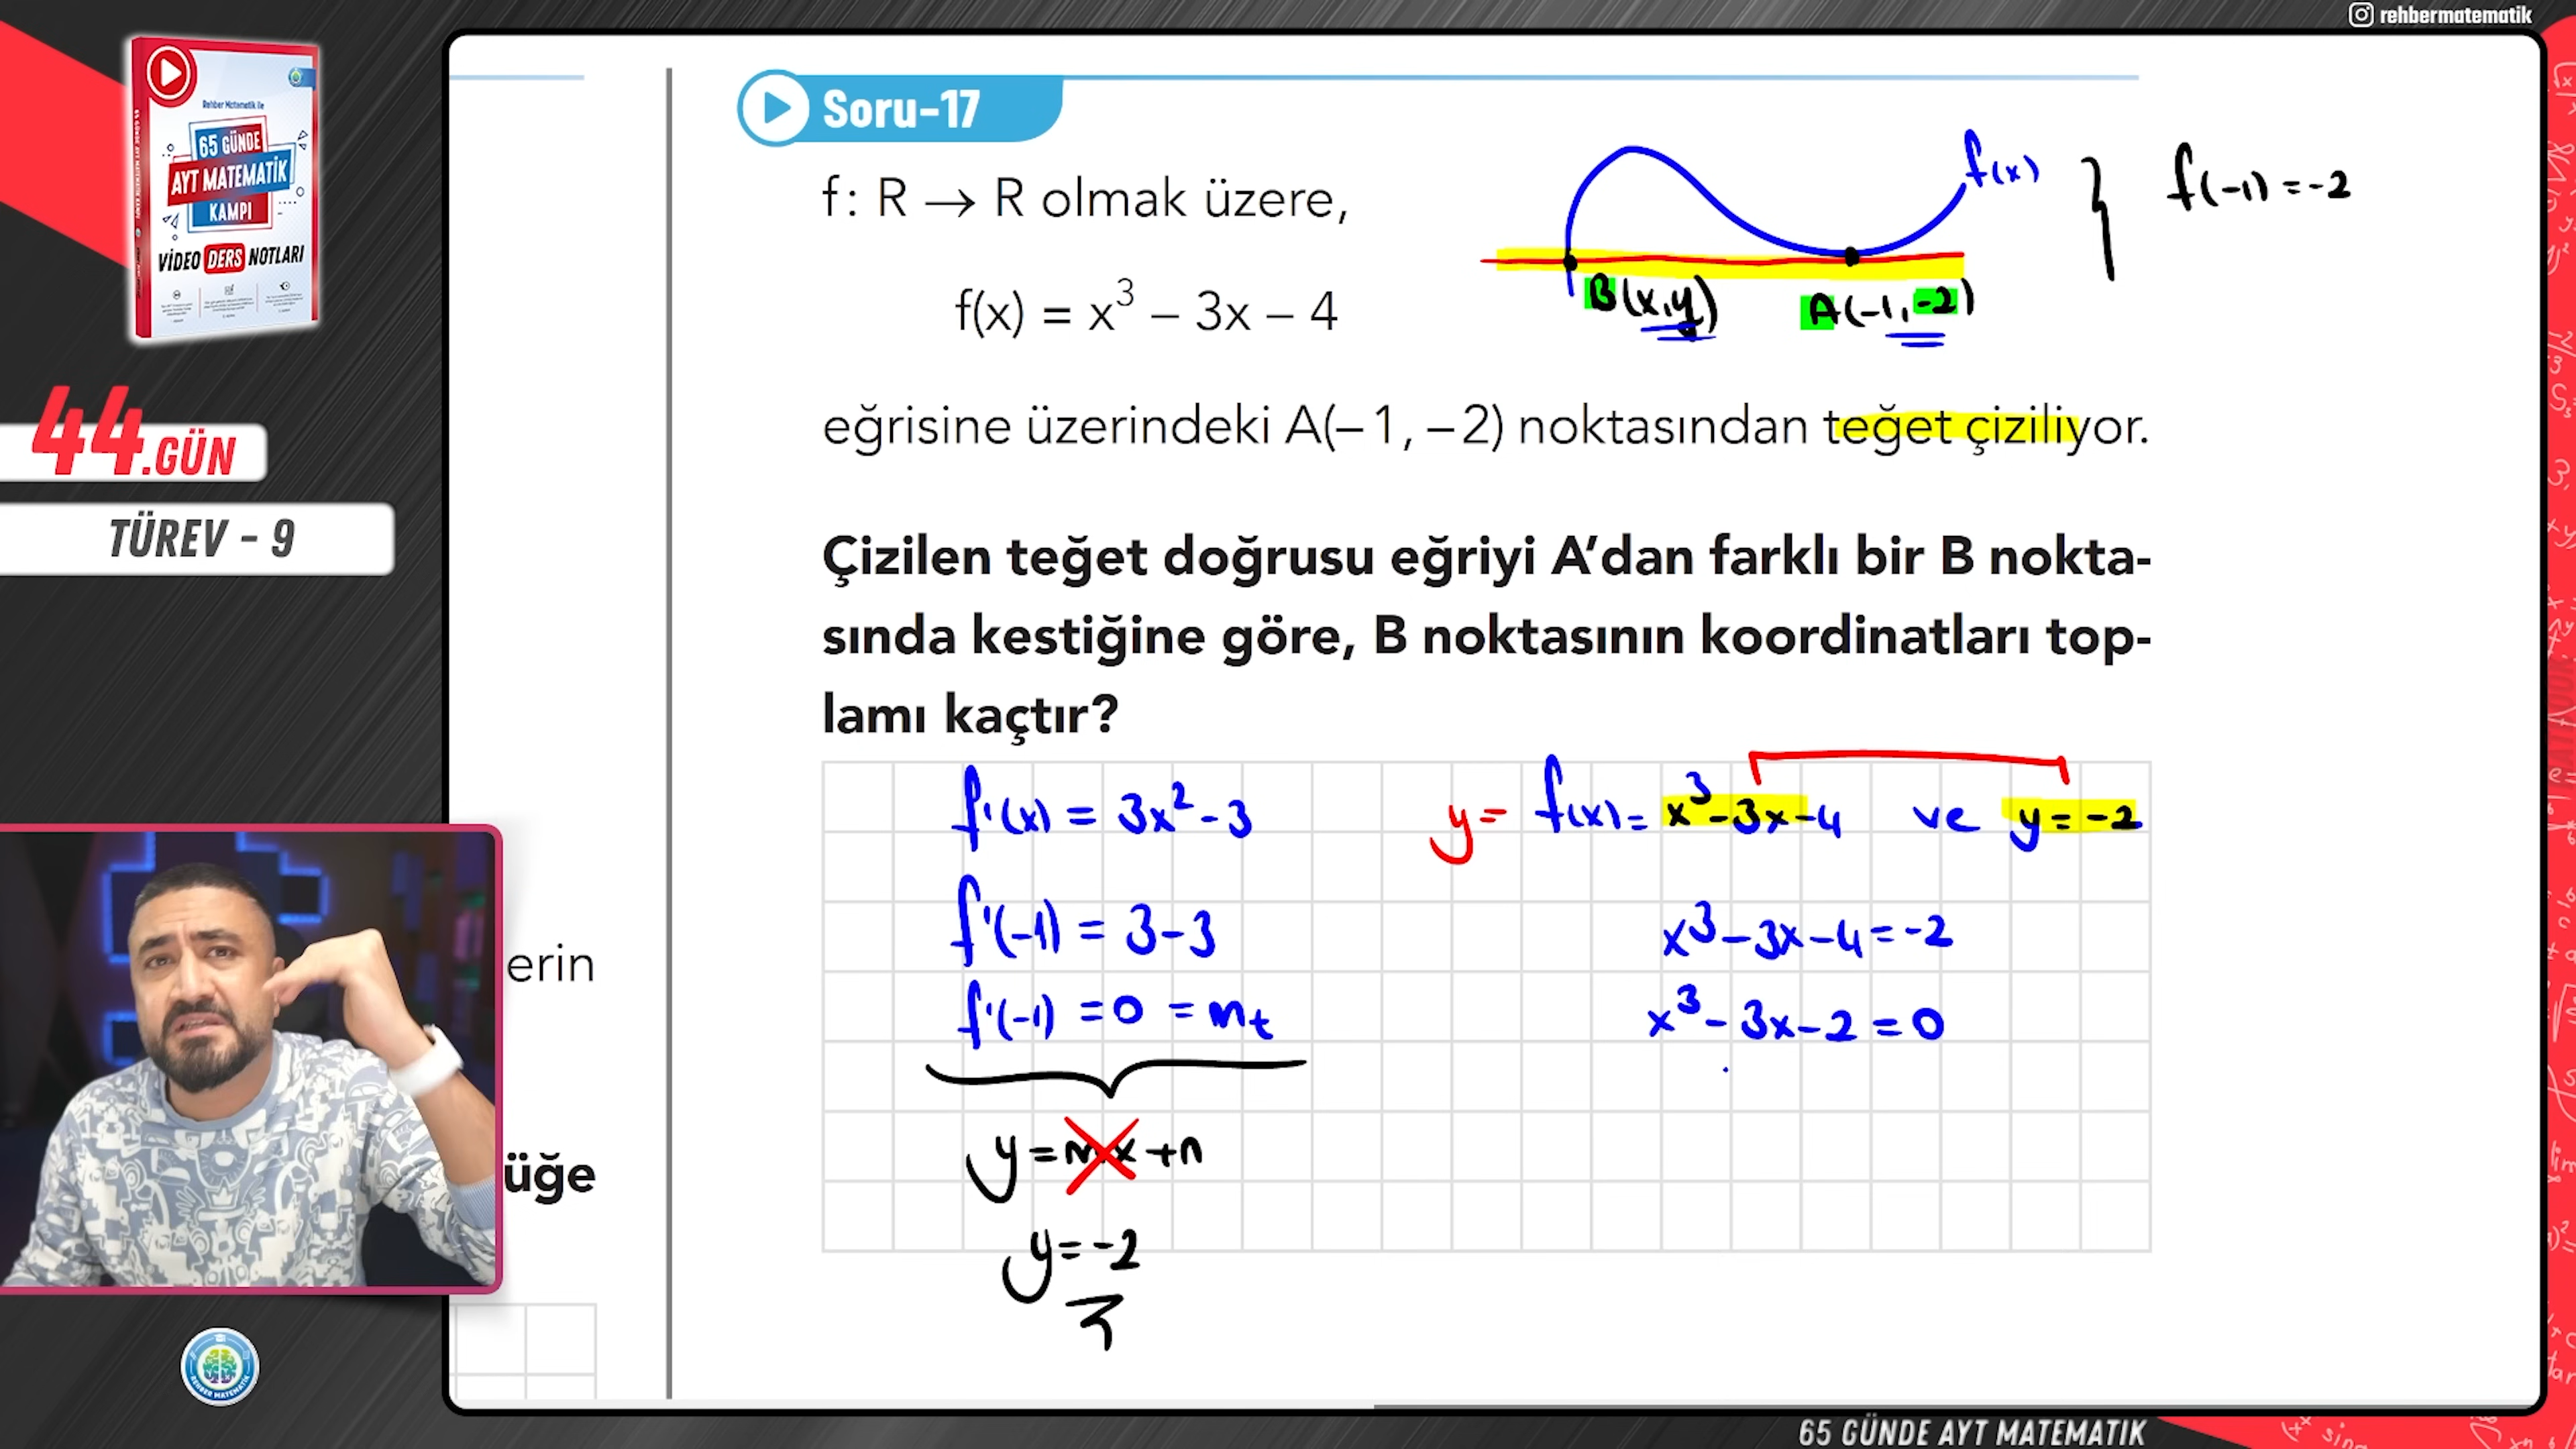 rehbermatematik
Rehber Matematik ile
65 GÜNDE
AYT MATEMATİK
KAMPI
VİDEO DERS NOTLARI
44.GÜN
TÜREV - 9
Soru-17
f: R → R olmak üzere,
f(x) = x³ – 3x – 4
eğrisine üzerindeki A(–1, –2) noktasından teğet çiziliyor.
Çizilen teğet doğrusu eğriyi A'dan farklı bir B nokta-
sında kestiğine göre, B noktasının koordinatları top-
lamı kaçtır?
f(x)
B(x,y)
A(-1,-2)
f(-1)=-2
f'(x) = 3x²-3
f'(-1) = 3-3
f'(-1) = 0 = mt
y=mx+n
y=-2
y= f(x)= x³-3x-4 ve y=-2
x³-3x-4=-2
x³-3x-2=0
erin
üğe
REHBER MATEMATİK
65 GÜNDE AYT MATEMATİK